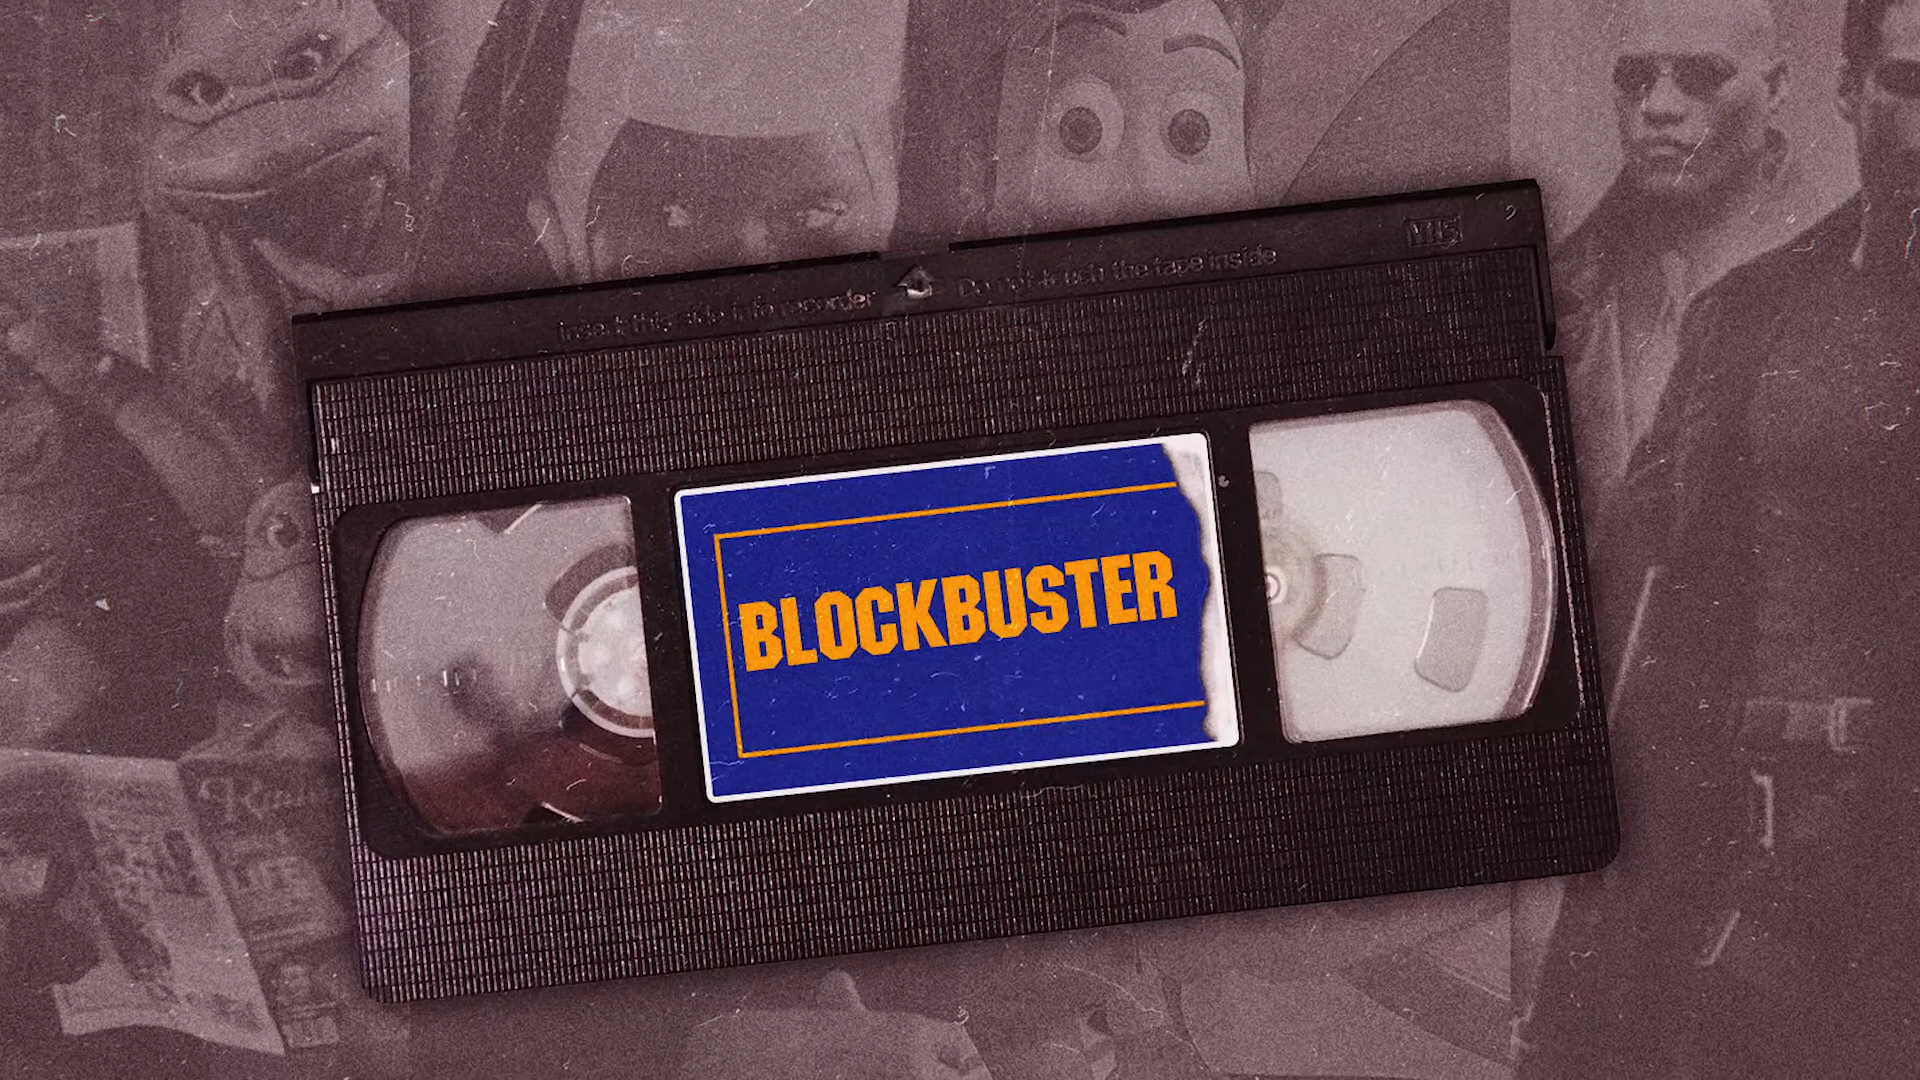 VHS
Insert this side into recorder
Do not touch the tape inside
BLOCKBUSTER